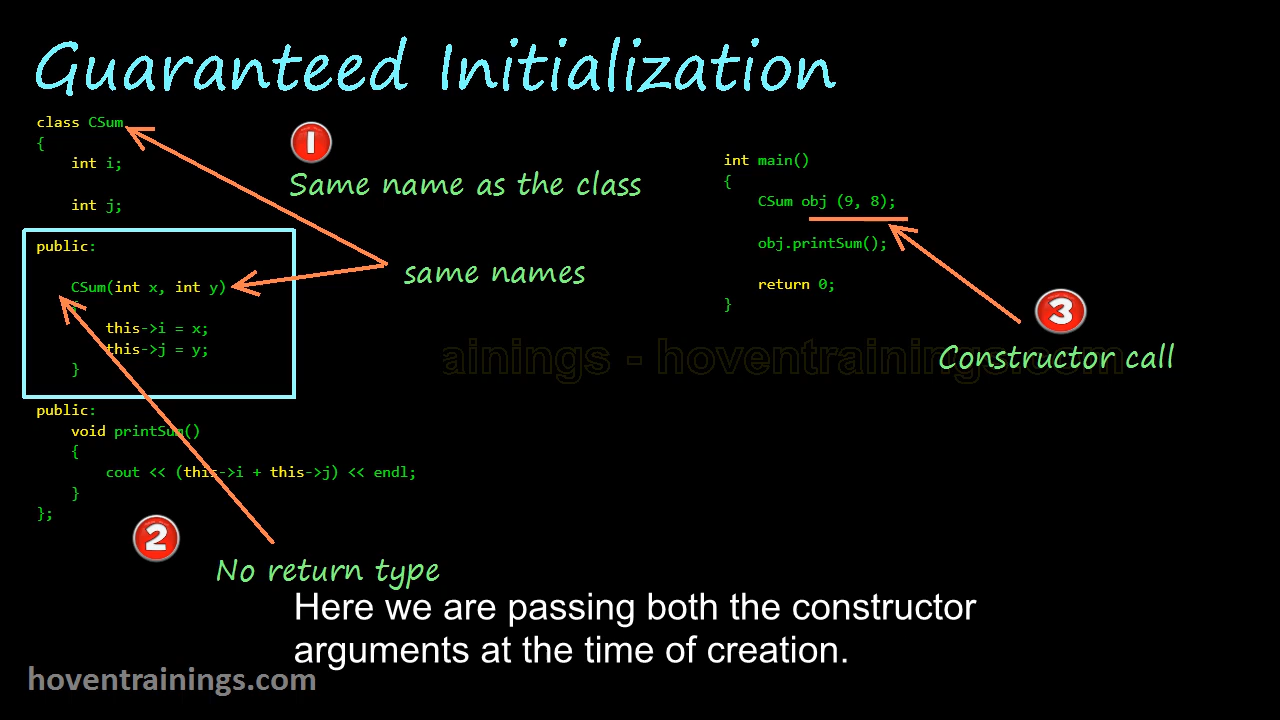 Guaranteed Initialization
class CSum
{
int i;
int j;
public:
CSum(int x, int y)
{
this->i = x;
this->j = y;
}
public:
void printSum()
{
cout << (this->i + this->j) << endl;
}
};
1
Same name as the class
same names
2
No return type
int main()
{
CSum obj (9, 8);
obj.printSum();
return 0;
}
3
Constructor call
ainings - hoventrainings.com
Here we are passing both the constructor
arguments at the time of creation.
hoventrainings.com